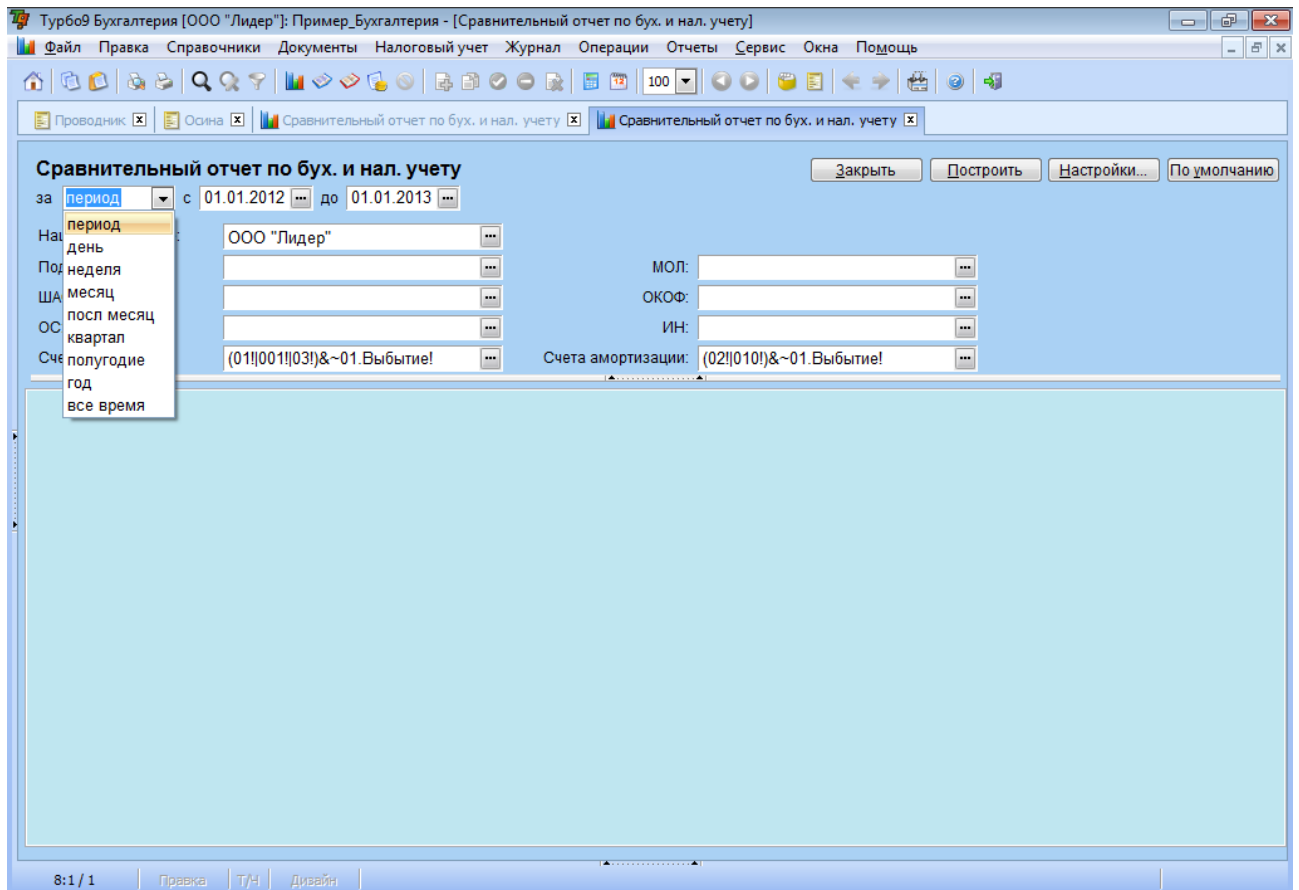 Турбо9 Бухгалтерия [ООО "Лидер"]: Пример_Бухгалтерия - [Сравнительный отчет по бух. и нал. учету]
Файл Правка Справочники Документы Налоговый учет Журнал Операции Отчеты Сервис Окна Помощь
100
Проводник Осина Сравнительный отчет по бух. и нал. учету Сравнительный отчет по бух. и нал. учету
Сравнительный отчет по бух. и нал. учету Закрыть Построить Настройки... По умолчанию
за период с 01.01.2012 до 01.01.2013
период
день
неделя
месяц
посл месяц
квартал
полугодие
год
все время
ООО "Лидер"
МОЛ:
ОКОФ:
ОС ИН:
(01!|001!|03!)&~01.Выбытие! Счета амортизации: (02!|010!)&~01.Выбытие!
8:1 / 1 Правка Т/Ч Дизайн